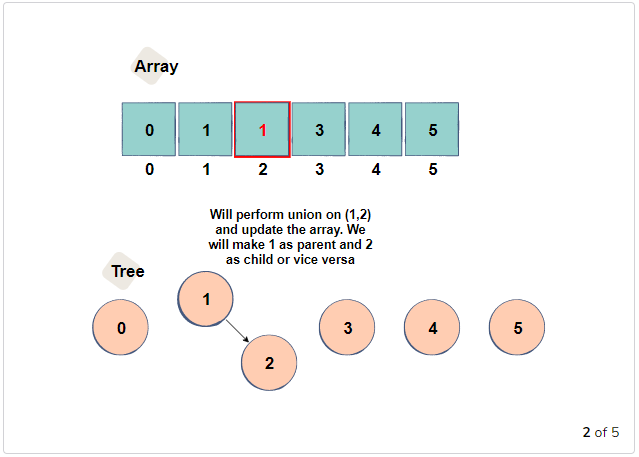 Array
0 1 1 3 4 5
0 1 2 3 4 5
Will perform union on (1,2)
and update the array. We
will make 1 as parent and 2
as child or vice versa
Tree
0 1 2 3 4 5
2 of 5